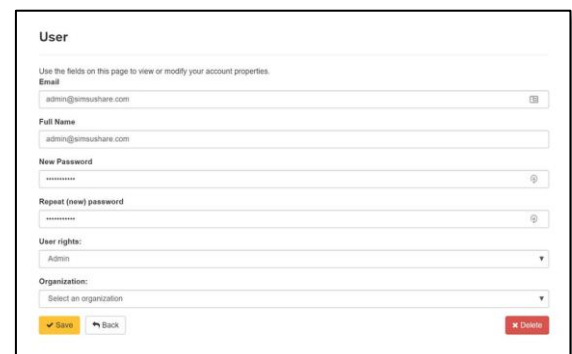 User
Use the fields on this page to view or modify your account properties.
Email
admin@simsushare.com
Full Name
admin@simsushare.com
New Password
•••••••••••
Repeat (new) password
•••••••••••
User rights:
Admin
Organization:
Select an organization
Save Back Delete